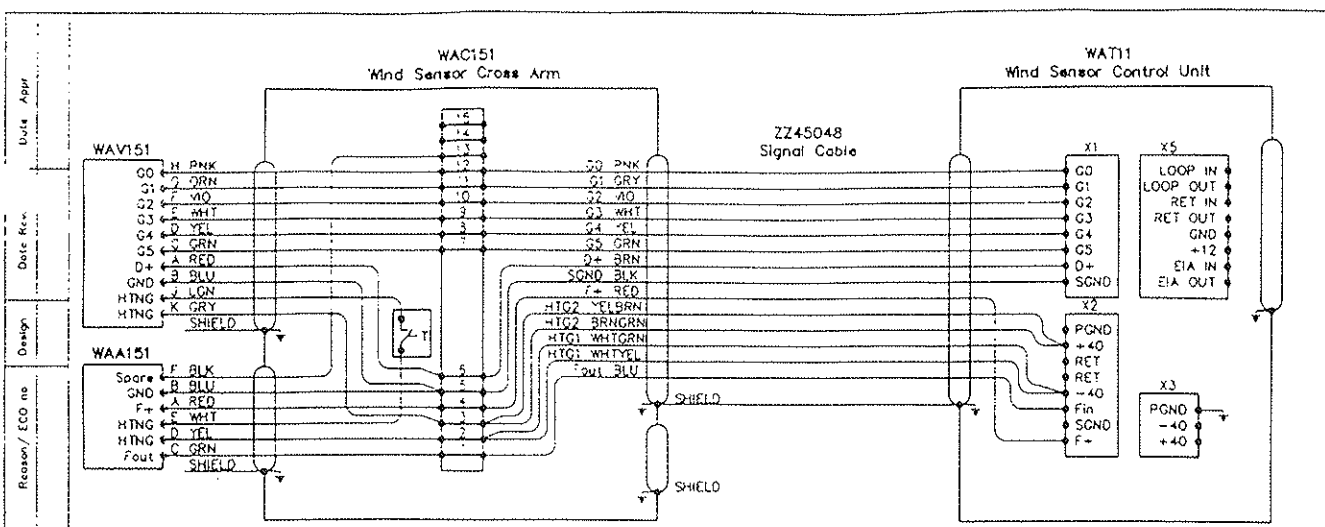 WAC151
Wind Sensor Cross Arm
WAT11
Wind Sensor Control Unit
ZZ45048
Signal Cable
Date Appr
Date Rev.
Design
Reason/ ECO no
WAV151
G0 H PNK
G1 ORN
G2 VIO
G3 E WHT
G4 D YEL
G5 GRN
D+ A RED
GND B BLU
HTNG LGN
HTNG K GRY
SHIELD
WAA151
Spare F BLK
GND B BLU
F+ A RED
HTNG E WHT
HTNG D YEL
Fout C GRN
SHIELD
15
14
13
12
11
10
9
8
5
4
3
2
G0 PNK
G1 GRY
G2 VIO
G3 WHT
G4 YEL
G5 GRN
D+ BRN
SGND BLK
F+ RED
HTG2 YELBRN
HTG2 BRNGRN
HTG1 WHTGRN
HTG1 WHTYEL
Fout BLU
SHIELD
SHIELD
X1
G0
G1
G2
G3
G4
G5
D+
SGND
X2
PGND
+40
RET
RET
-40
Fin
SGND
F+
X5
LOOP IN
LOOP OUT
RET IN
RET OUT
GND
+12
EIA IN
EIA OUT
X3
PGND
-40
+40